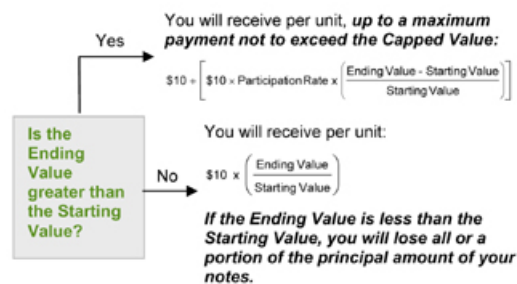 Yes
You will receive per unit, up to a maximum
payment not to exceed the Capped Value:
$10 + [$10 × Participation Rate x (Ending Value - Starting Value / Starting Value)]
Is the
Ending
Value
greater than
the Starting
Value?
No
You will receive per unit:
$10 x (Ending Value / Starting Value)
If the Ending Value is less than the
Starting Value, you will lose all or a
portion of the principal amount of your
notes.